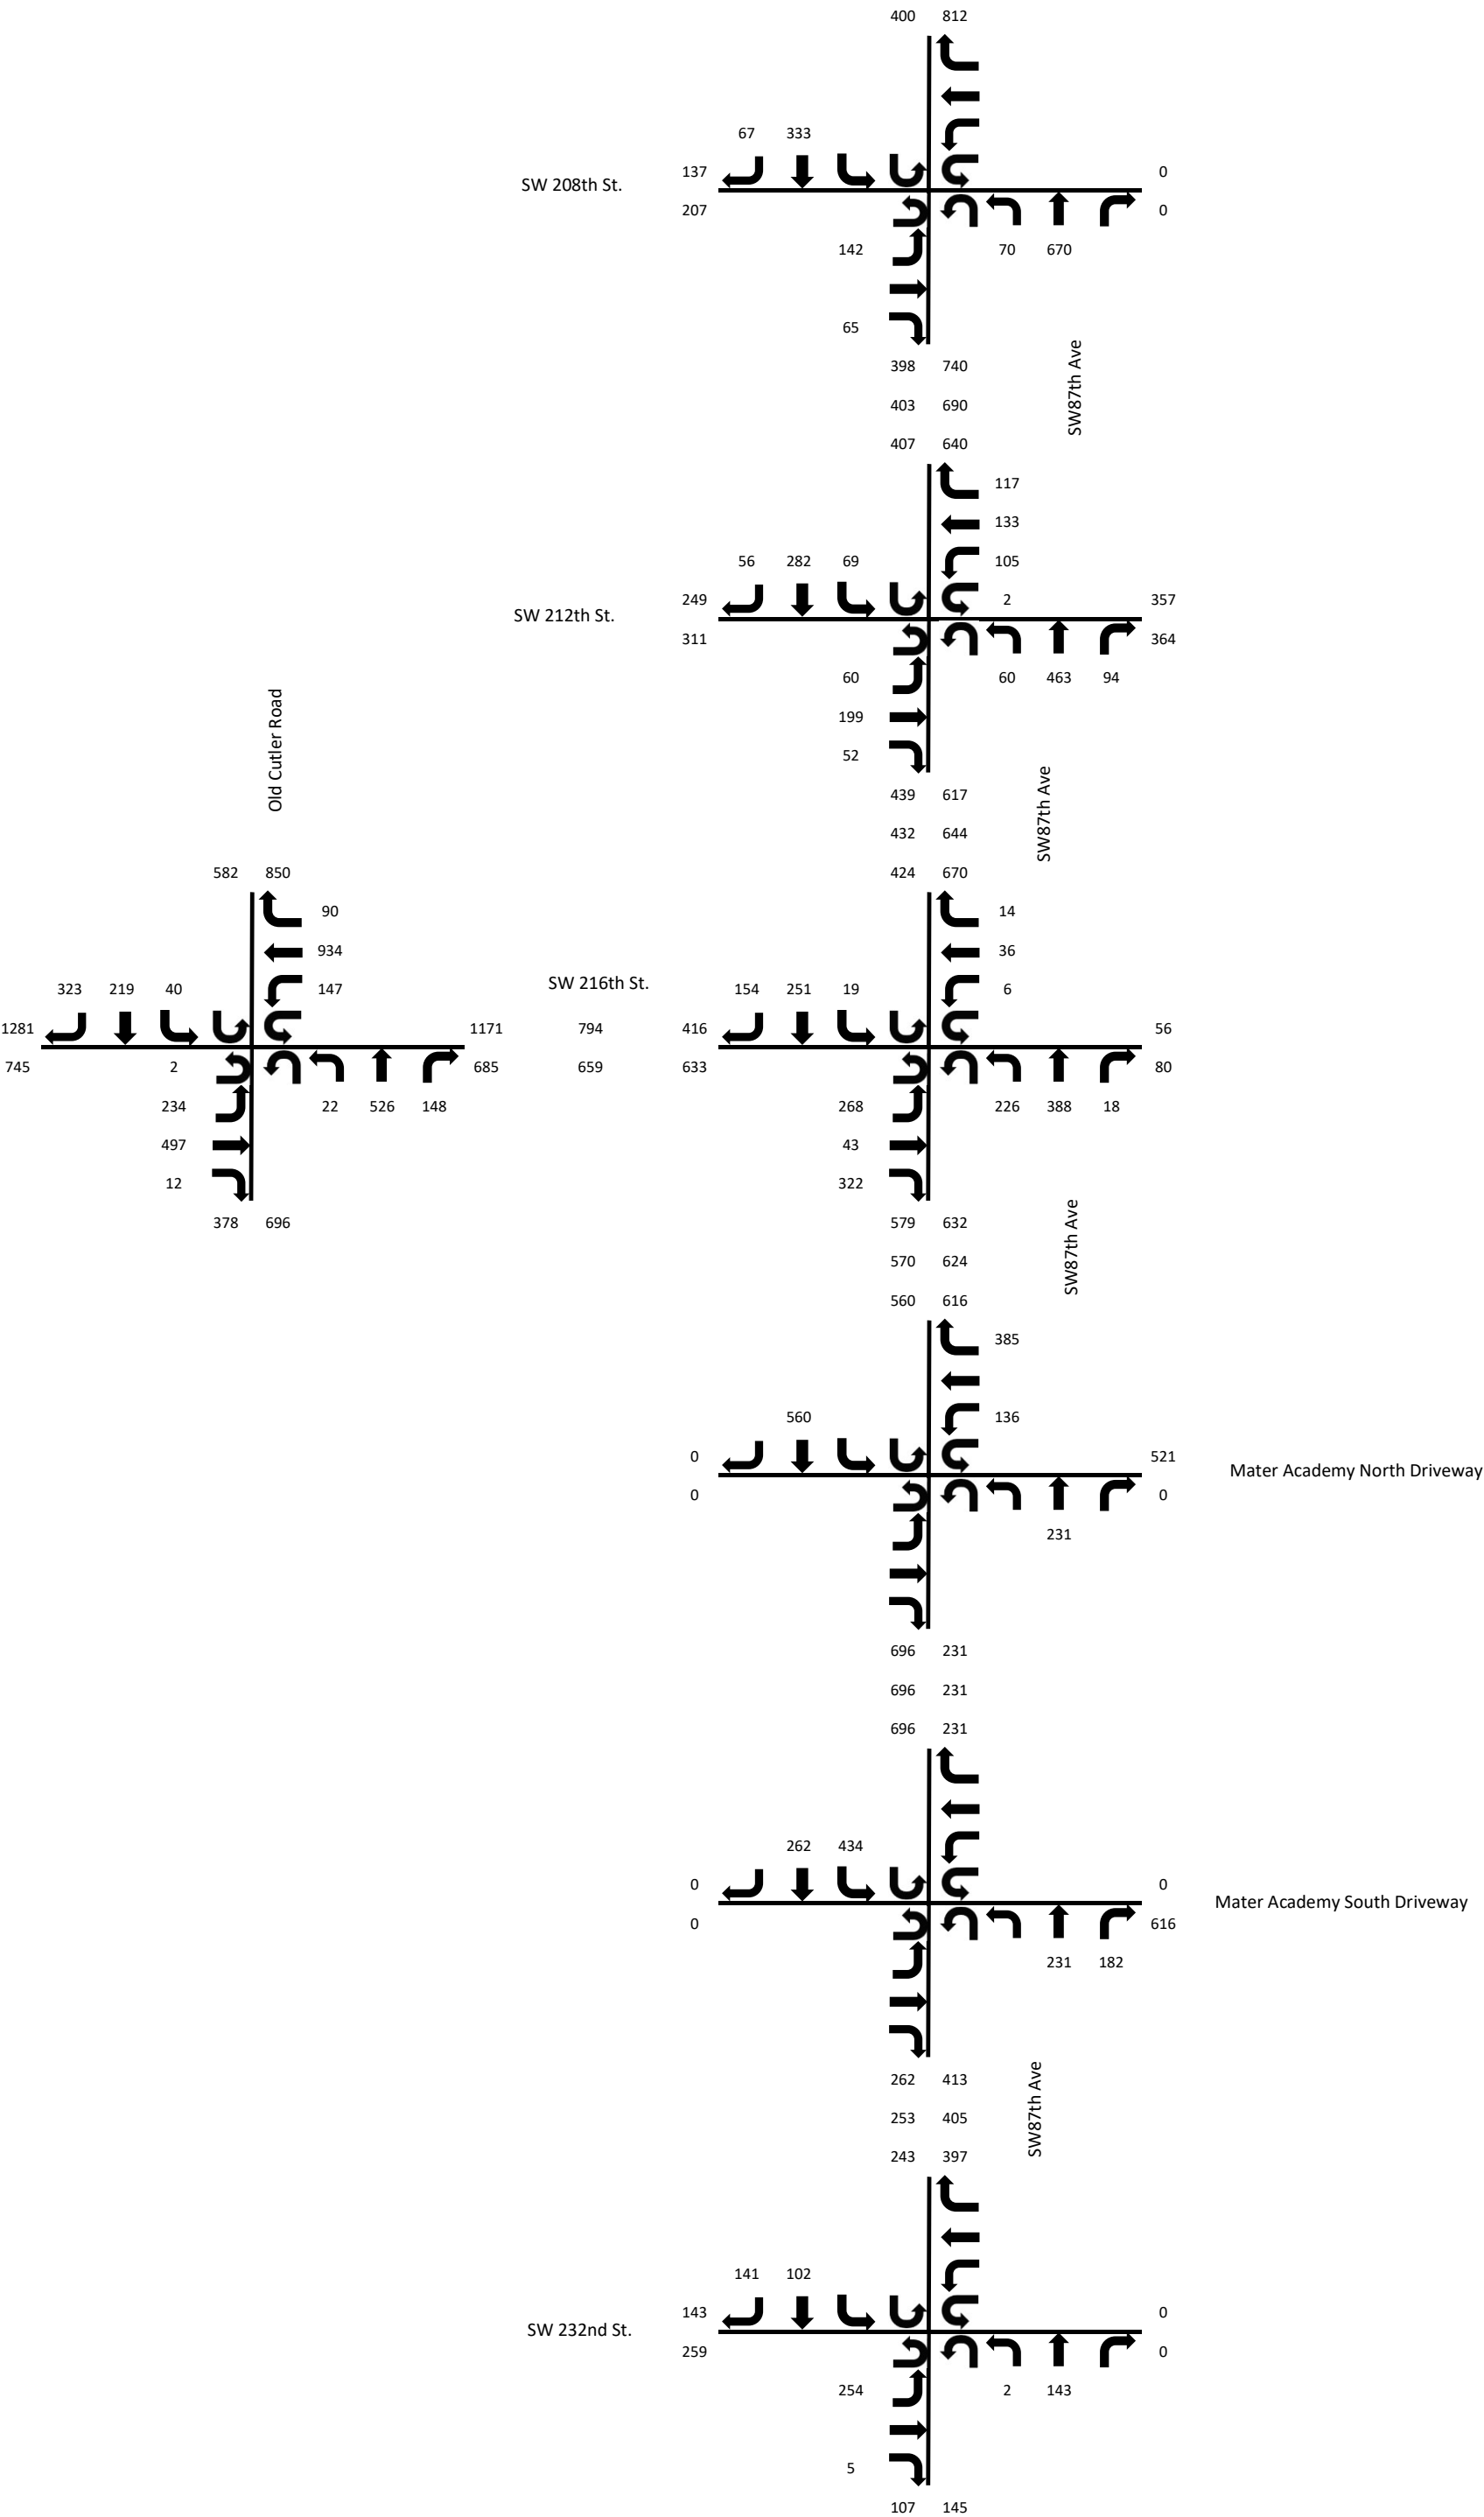 400 812
67 333
137 0
SW 208th St.
207 0
142 70 670
65
398 740
SW87th Ave
403 690
407 640
117
133
56 282 69 105
249 2 357
SW 212th St.
311 364
60 60 463 94
199
52
Old Cutler Road
439 617
SW87th Ave
432 644
582 850 424 670
90 14
934 36
SW 216th St.
323 219 40 147 154 251 19 6
1281 1171 794 416 56
745 2 685 659 633 80
234 22 526 148 268 226 388 18
497 43
12 322
378 696 579 632
SW87th Ave
570 624
560 616
385
560 136
0 521
Mater Academy North Driveway
0 0
231
696 231
696 231
696 231
262 434
0 0
Mater Academy South Driveway
0 616
231 182
262 413
SW87th Ave
253 405
243 397
141 102
143 0
SW 232nd St.
259 0
254 2 143
5
107 145